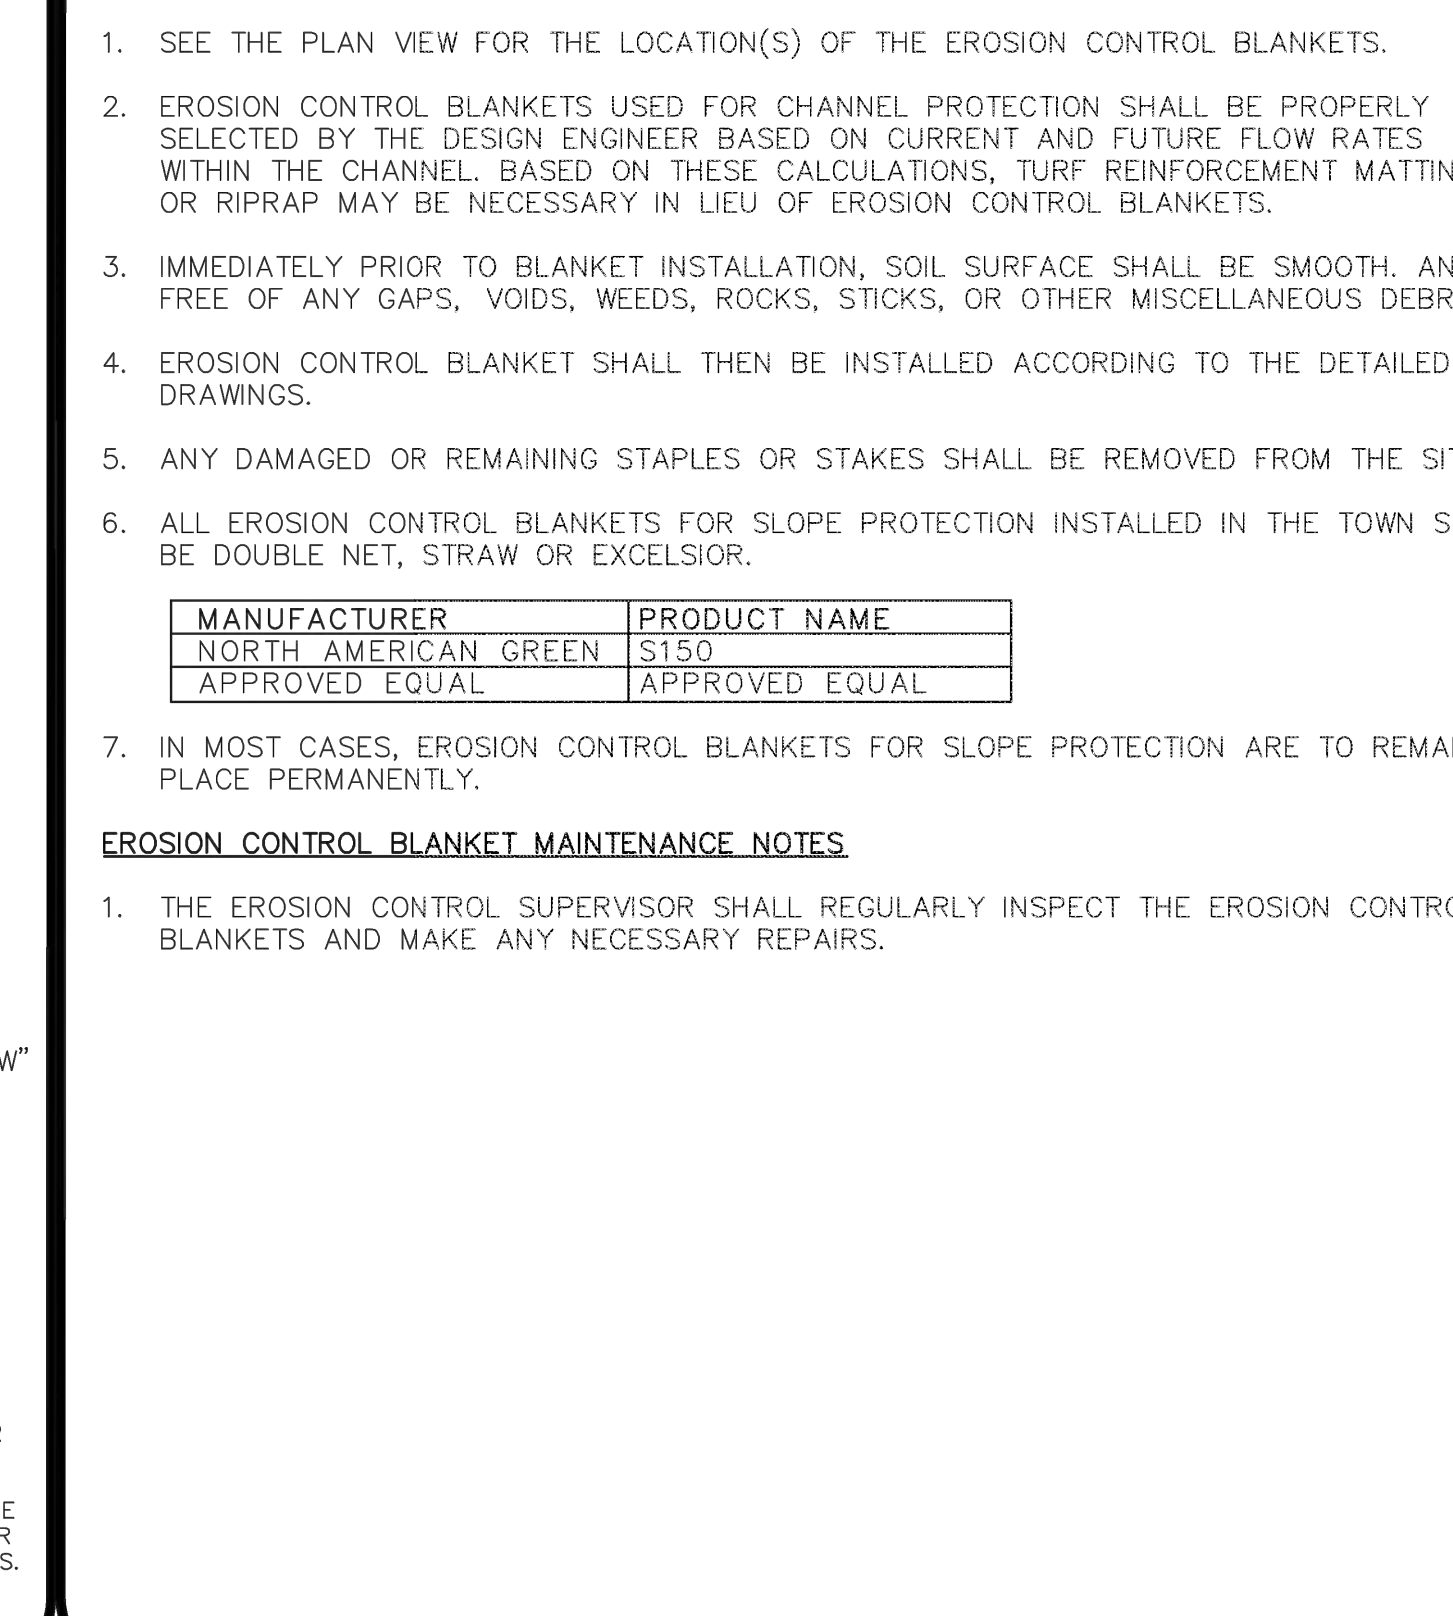 1. SEE THE PLAN VIEW FOR THE LOCATION(S) OF THE EROSION CONTROL BLANKETS.
2. EROSION CONTROL BLANKETS USED FOR CHANNEL PROTECTION SHALL BE PROPERLY
SELECTED BY THE DESIGN ENGINEER BASED ON CURRENT AND FUTURE FLOW RATES
WITHIN THE CHANNEL. BASED ON THESE CALCULATIONS, TURF REINFORCEMENT MATTIN
OR RIPRAP MAY BE NECESSARY IN LIEU OF EROSION CONTROL BLANKETS.
3. IMMEDIATELY PRIOR TO BLANKET INSTALLATION, SOIL SURFACE SHALL BE SMOOTH. AN
FREE OF ANY GAPS, VOIDS, WEEDS, ROCKS, STICKS, OR OTHER MISCELLANEOUS DEBR
4. EROSION CONTROL BLANKET SHALL THEN BE INSTALLED ACCORDING TO THE DETAILED
DRAWINGS.
5. ANY DAMAGED OR REMAINING STAPLES OR STAKES SHALL BE REMOVED FROM THE SIT
6. ALL EROSION CONTROL BLANKETS FOR SLOPE PROTECTION INSTALLED IN THE TOWN S
BE DOUBLE NET, STRAW OR EXCELSIOR.
MANUFACTURER PRODUCT NAME
NORTH AMERICAN GREEN S150
APPROVED EQUAL APPROVED EQUAL
7. IN MOST CASES, EROSION CONTROL BLANKETS FOR SLOPE PROTECTION ARE TO REMAI
PLACE PERMANENTLY.
EROSION CONTROL BLANKET MAINTENANCE NOTES
1. THE EROSION CONTROL SUPERVISOR SHALL REGULARLY INSPECT THE EROSION CONTRO
BLANKETS AND MAKE ANY NECESSARY REPAIRS.
W"
E
R
S.